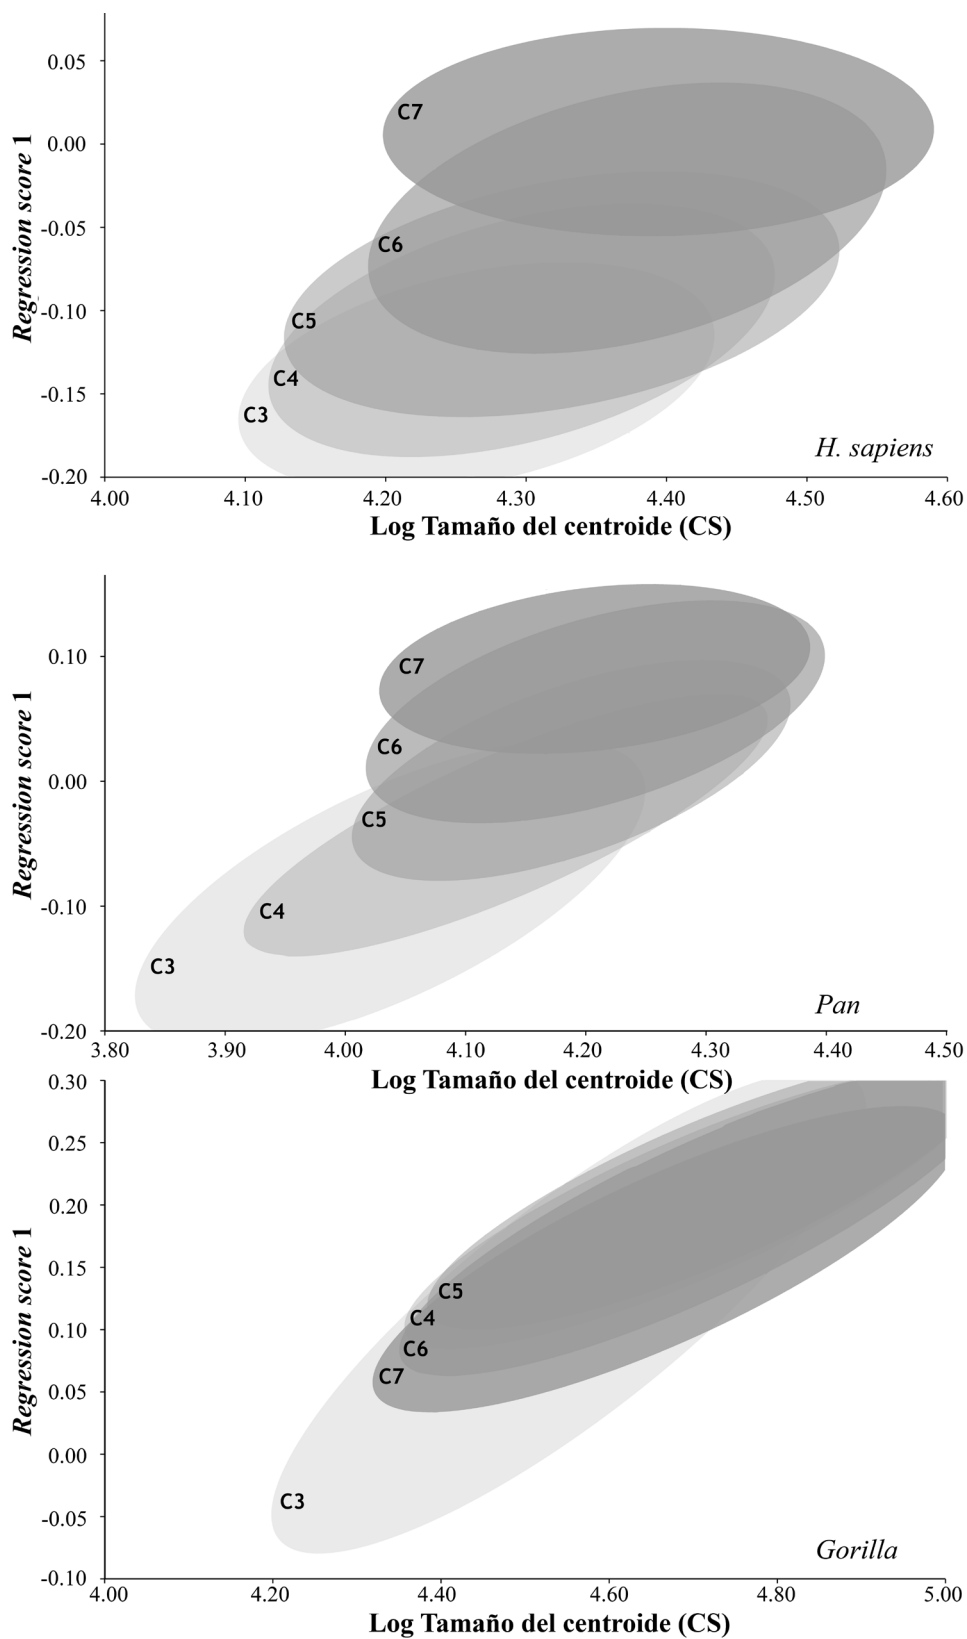 0.05
C7
0.00
Regression score 1
-0.05
C6
-0.10
C5
C4
-0.15
C3
H. sapiens
-0.20
4.00 4.10 4.20 4.30 4.40 4.50 4.60
Log Tamaño del centroide (CS)
0.10
C7
C6
0.00
Regression score 1
C5
-0.10
C4
C3
Pan
-0.20
3.80 3.90 4.00 4.10 4.20 4.30 4.40 4.50
Log Tamaño del centroide (CS)
0.30
0.25
0.20
0.15
C5
Regression score 1
0.10
C4
C6
C7
0.05
0.00
C3
-0.05
Gorilla
-0.10
4.00 4.20 4.40 4.60 4.80 5.00
Log Tamaño del centroide (CS)